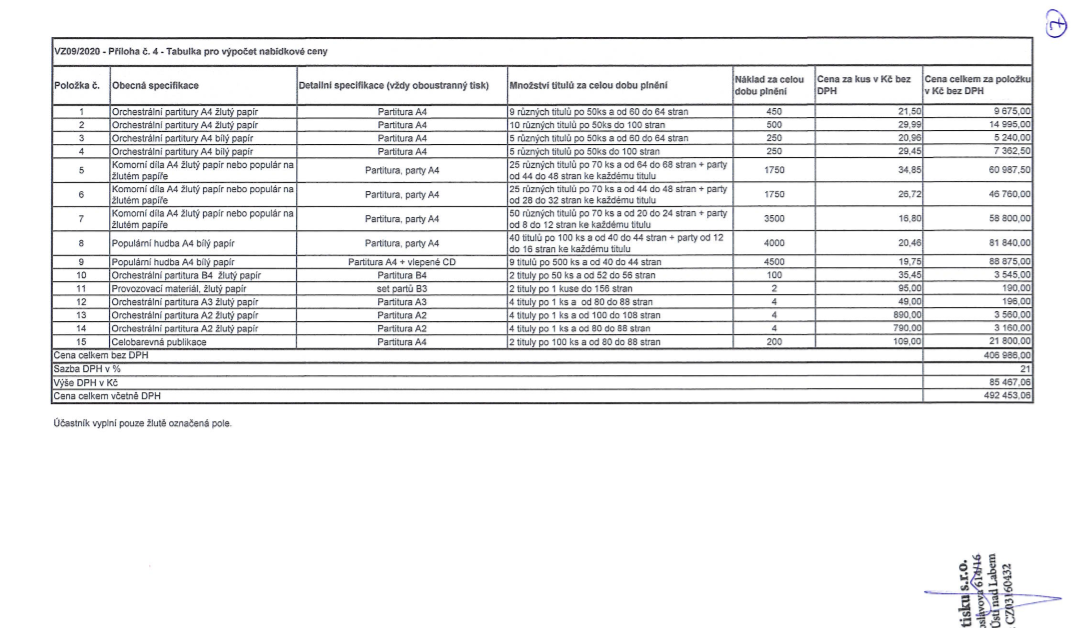 7
VZ09/2020 - Příloha č. 4 - Tabulka pro výpočet nabídkové ceny
Položka č. Obecná specifikace Detailní specifikace (vždy oboustranný tisk) Množství titulů za celou dobu plnění Náklad za celou dobu plnění Cena za kus v Kč bez DPH Cena celkem za položku v Kč bez DPH
1 Orchestrální partitury A4 žlutý papír Partitura A4 9 různých titulů po 50ks a od 60 do 64 stran 450 21,50 9 675,00
2 Orchestrální partitury A4 žlutý papír Partitura A4 10 různých titulů po 50ks do 100 stran 500 29,99 14 995,00
3 Orchestrální partitury A4 bílý papír Partitura A4 5 různých titulů po 50ks a od 60 do 64 stran 250 20,96 5 240,00
4 Orchestrální partitury A4 bílý papír Partitura A4 5 různých titulů po 50ks do 100 stran 250 29,45 7 362,50
5 Komorní díla A4 žlutý papír nebo populár na žlutém papíře Partitura, party A4 25 různých titulů po 70 ks a od 64 do 68 stran + party od 44 do 48 stran ke každému titulu 1750 34,85 60 987,50
6 Komorní díla A4 žlutý papír nebo populár na žlutém papíře Partitura, party A4 25 různých titulů po 70 ks a od 44 do 48 stran + party od 28 do 32 stran ke každému titulu 1750 26,72 46 760,00
7 Komorní díla A4 žlutý papír nebo populár na žlutém papíře Partitura, party A4 50 různých titulů po 70 ks a od 20 do 24 stran + party od 8 do 12 stran ke každému titulu 3500 16,80 58 800,00
8 Populární hudba A4 bílý papír Partitura, party A4 40 titulů po 100 ks a od 40 do 44 stran + party od 12 do 16 stran ke každému titulu 4000 20,46 81 840,00
9 Populární hudba A4 bílý papír Partitura A4 + vlepené CD 9 titulů po 500 ks a od 40 do 44 stran 4500 19,75 88 875,00
10 Orchestrální partitura B4 žlutý papír Partitura B4 2 tituly po 50 ks a od 52 do 56 stran 100 35,45 3 545,00
11 Provozovací materiál, žlutý papír set partů B3 2 tituly po 1 kuse do 156 stran 2 95,00 190,00
12 Orchestrální partitura A3 žlutý papír Partitura A3 4 tituly po 1 ks a od 80 do 88 stran 4 49,00 196,00
13 Orchestrální partitura A2 žlutý papír Partitura A2 4 tituly po 1 ks a od 100 do 108 stran 4 890,00 3 560,00
14 Orchestrální partitura A2 žlutý papír Partitura A2 4 tituly po 1 ks a od 80 do 88 stran 4 790,00 3 160,00
15 Celobarevná publikace Partitura A4 2 tituly po 100 ks a od 80 do 88 stran 200 109,00 21 800,00
Cena celkem bez DPH 406 986,00
Sazba DPH v % 21
Výše DPH v Kč 85 467,06
Cena celkem včetně DPH 492 453,06
Účastník vyplní pouze žlutě označená pole.
tisku s.r.o.
614/46
Ústí nad Labem
CZ03160432